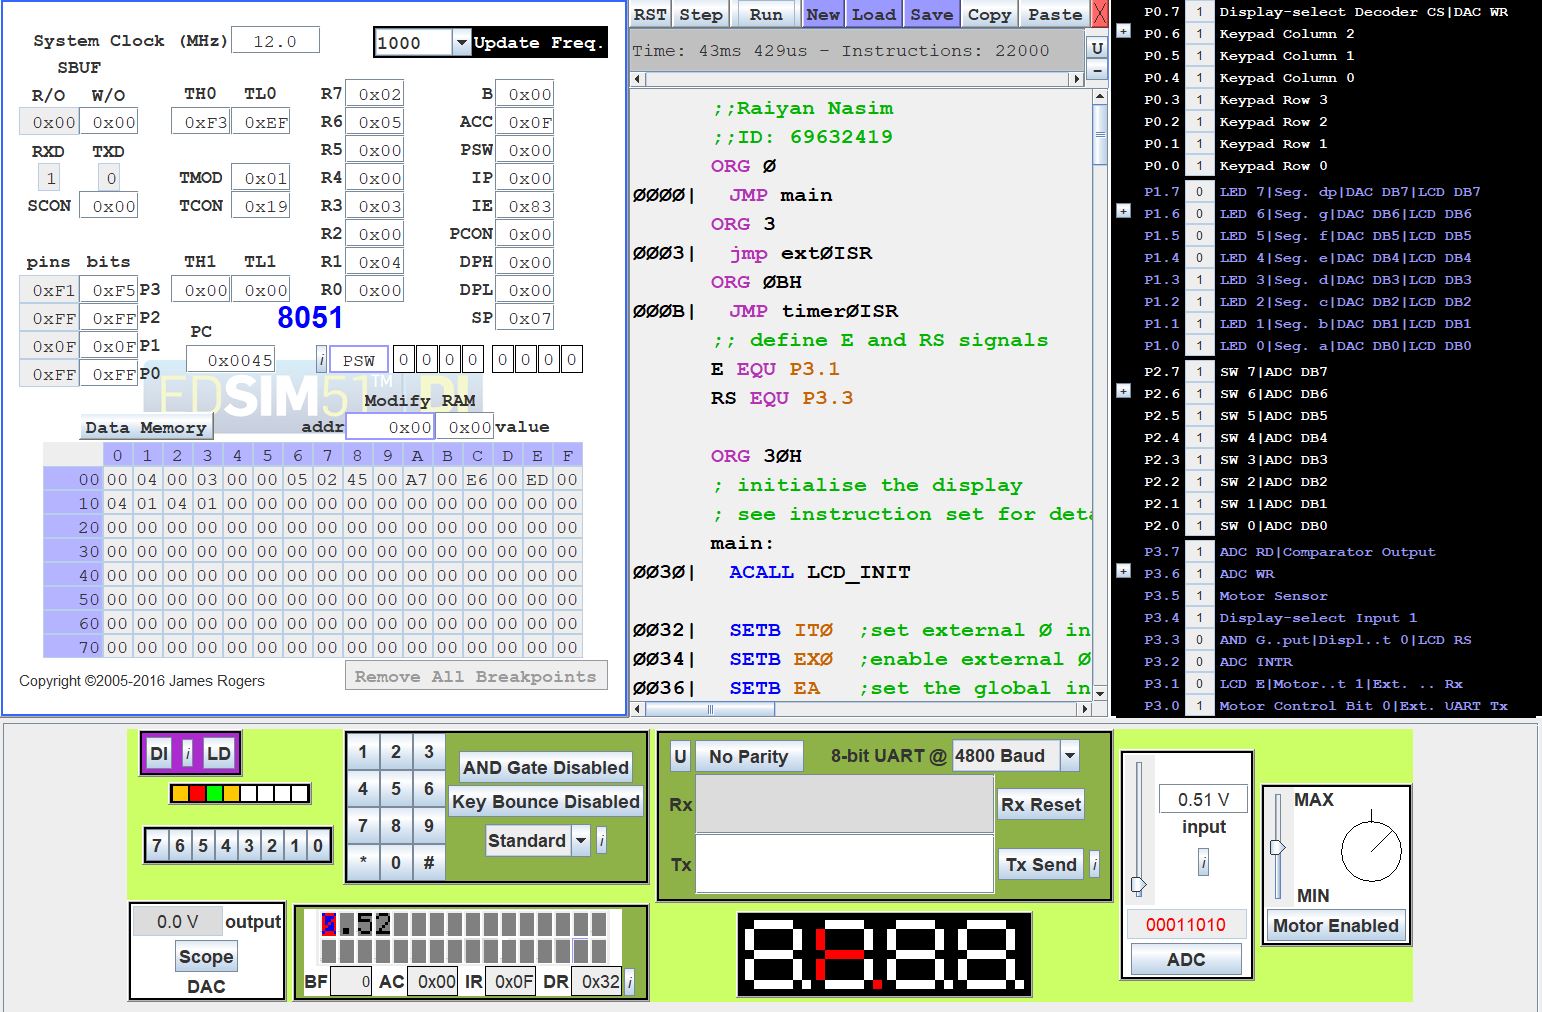 System Clock (MHz) 12.0
1000 Update Freq.
SBUF
R/O W/O TH0 TL0 R7 0x02 B 0x00
0x00 0x00 0xF3 0xEF R6 0x05 ACC 0x0F
RXD TXD R5 0x00 PSW 0x00
1 0 TMOD 0x01 R4 0x00 IP 0x00
SCON 0x00 TCON 0x19 R3 0x03 IE 0x83
R2 0x00 PCON 0x00
pins bits TH1 TL1 R1 0x04 DPH 0x00
0xF1 0xF5 P3 0x00 0x00 R0 0x00 DPL 0x00
0xFF 0xFF P2 8051 SP 0x07
0x0F 0x0F P1 PC
0xFF 0xFF P0 0x0045 i PSW 0 0 0 0 0 0 0 0
EDSIM51™ DI
Modify RAM
Data Memory addr 0x00 0x00 value
0 1 2 3 4 5 6 7 8 9 A B C D E F
00 00 04 00 03 00 00 05 02 45 00 A7 00 E6 00 ED 00
10 04 01 04 01 00 00 00 00 00 00 00 00 00 00 00 00
20 00 00 00 00 00 00 00 00 00 00 00 00 00 00 00 00
30 00 00 00 00 00 00 00 00 00 00 00 00 00 00 00 00
40 00 00 00 00 00 00 00 00 00 00 00 00 00 00 00 00
50 00 00 00 00 00 00 00 00 00 00 00 00 00 00 00 00
60 00 00 00 00 00 00 00 00 00 00 00 00 00 00 00 00
70 00 00 00 00 00 00 00 00 00 00 00 00 00 00 00 00
Copyright ©2005-2016 James Rogers
Remove All Breakpoints
RST Step Run New Load Save Copy Paste X
Time: 43ms 429us - Instructions: 22000
U
-
;;Raiyan Nasim
;;ID: 69632419
ORG 0
0000| JMP main
ORG 3
0003| jmp ext0ISR
ORG 0BH
000B| JMP timer0ISR
;; define E and RS signals
E EQU P3.1
RS EQU P3.3
ORG 30H
; initialise the display
; see instruction set for deta
main:
0030| ACALL LCD_INIT
0032| SETB IT0 ;set external 0 in
0034| SETB EX0 ;enable external 0
0036| SETB EA ;set the global in
P0.7 1 Display-select Decoder CS|DAC WR
+ P0.6 1 Keypad Column 2
P0.5 1 Keypad Column 1
P0.4 1 Keypad Column 0
P0.3 1 Keypad Row 3
P0.2 1 Keypad Row 2
P0.1 1 Keypad Row 1
P0.0 1 Keypad Row 0
P1.7 0 LED 7|Seg. dp|DAC DB7|LCD DB7
+ P1.6 0 LED 6|Seg. g|DAC DB6|LCD DB6
P1.5 0 LED 5|Seg. f|DAC DB5|LCD DB5
P1.4 0 LED 4|Seg. e|DAC DB4|LCD DB4
P1.3 1 LED 3|Seg. d|DAC DB3|LCD DB3
P1.2 1 LED 2|Seg. c|DAC DB2|LCD DB2
P1.1 1 LED 1|Seg. b|DAC DB1|LCD DB1
P1.0 1 LED 0|Seg. a|DAC DB0|LCD DB0
P2.7 1 SW 7|ADC DB7
+ P2.6 1 SW 6|ADC DB6
P2.5 1 SW 5|ADC DB5
P2.4 1 SW 4|ADC DB4
P2.3 1 SW 3|ADC DB3
P2.2 1 SW 2|ADC DB2
P2.1 1 SW 1|ADC DB1
P2.0 1 SW 0|ADC DB0
P3.7 1 ADC RD|Comparator Output
+ P3.6 1 ADC WR
P3.5 1 Motor Sensor
P3.4 1 Display-select Input 1
P3.3 0 AND G..put|Displ..t 0|LCD RS
P3.2 0 ADC INTR
P3.1 0 LCD E|Motor..t 1|Ext. .. Rx
P3.0 1 Motor Control Bit 0|Ext. UART Tx
DI i LD
7 6 5 4 3 2 1 0
0.0 V output
Scope
DAC
1 2 3
4 5 6
7 8 9
* 0 #
AND Gate Disabled
Key Bounce Disabled
Standard i
0.52
BF 0 AC 0x00 IR 0x0F DR 0x32 i
U No Parity 8-bit UART @ 4800 Baud
Rx Rx Reset
Tx Tx Send i
8.8.8.8.
0.51 V
input
i
00011010
ADC
MAX
MIN
Motor Enabled